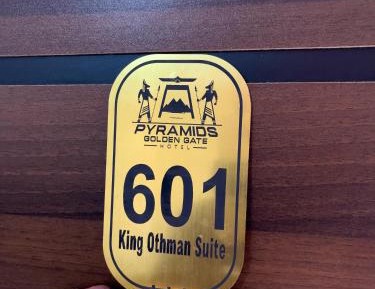 PYRAMIDS
GOLDEN GATE
HOTEL
601
King Othman Suite